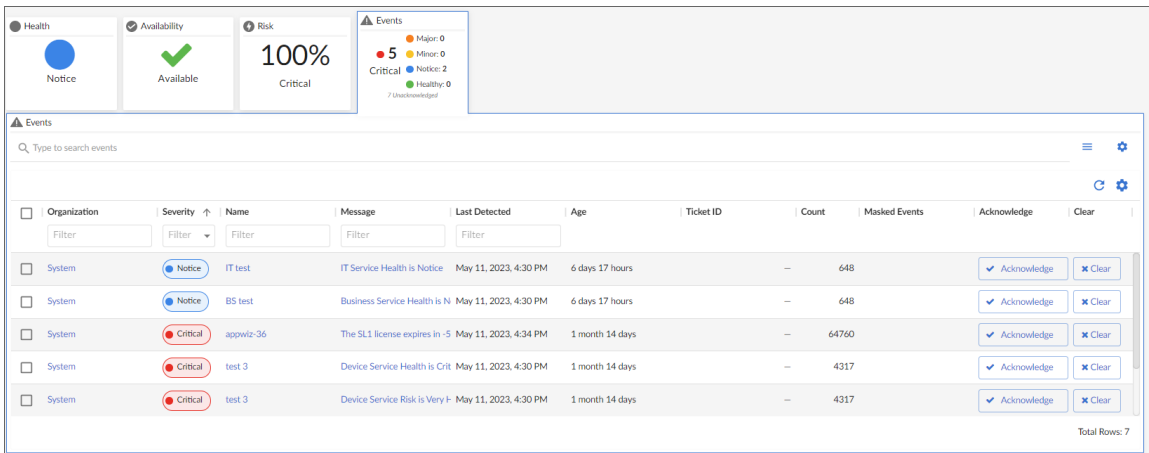 Health
Notice
Availability
Available
Risk
100%
Critical
Events
5
Critical
Major: 0
Minor: 0
Notice: 2
Healthy: 0
7 Unacknowledged
Events
Type to search events
Organization Severity Name Message Last Detected Age Ticket ID Count Masked Events Acknowledge Clear
Filter Filter Filter Filter Filter
System Notice IT test IT Service Health is Notice May 11, 2023, 4:30 PM 6 days 17 hours — 648 Acknowledge Clear
System Notice BS test Business Service Health is N May 11, 2023, 4:30 PM 6 days 17 hours — 648 Acknowledge Clear
System Critical appwiz-36 The SL1 license expires in -5 May 11, 2023, 4:34 PM 1 month 14 days — 64760 Acknowledge Clear
System Critical test 3 Device Service Health is Crit May 11, 2023, 4:30 PM 1 month 14 days — 4317 Acknowledge Clear
System Critical test 3 Device Service Risk is Very May 11, 2023, 4:30 PM 1 month 14 days — 4317 Acknowledge Clear
Total Rows: 7